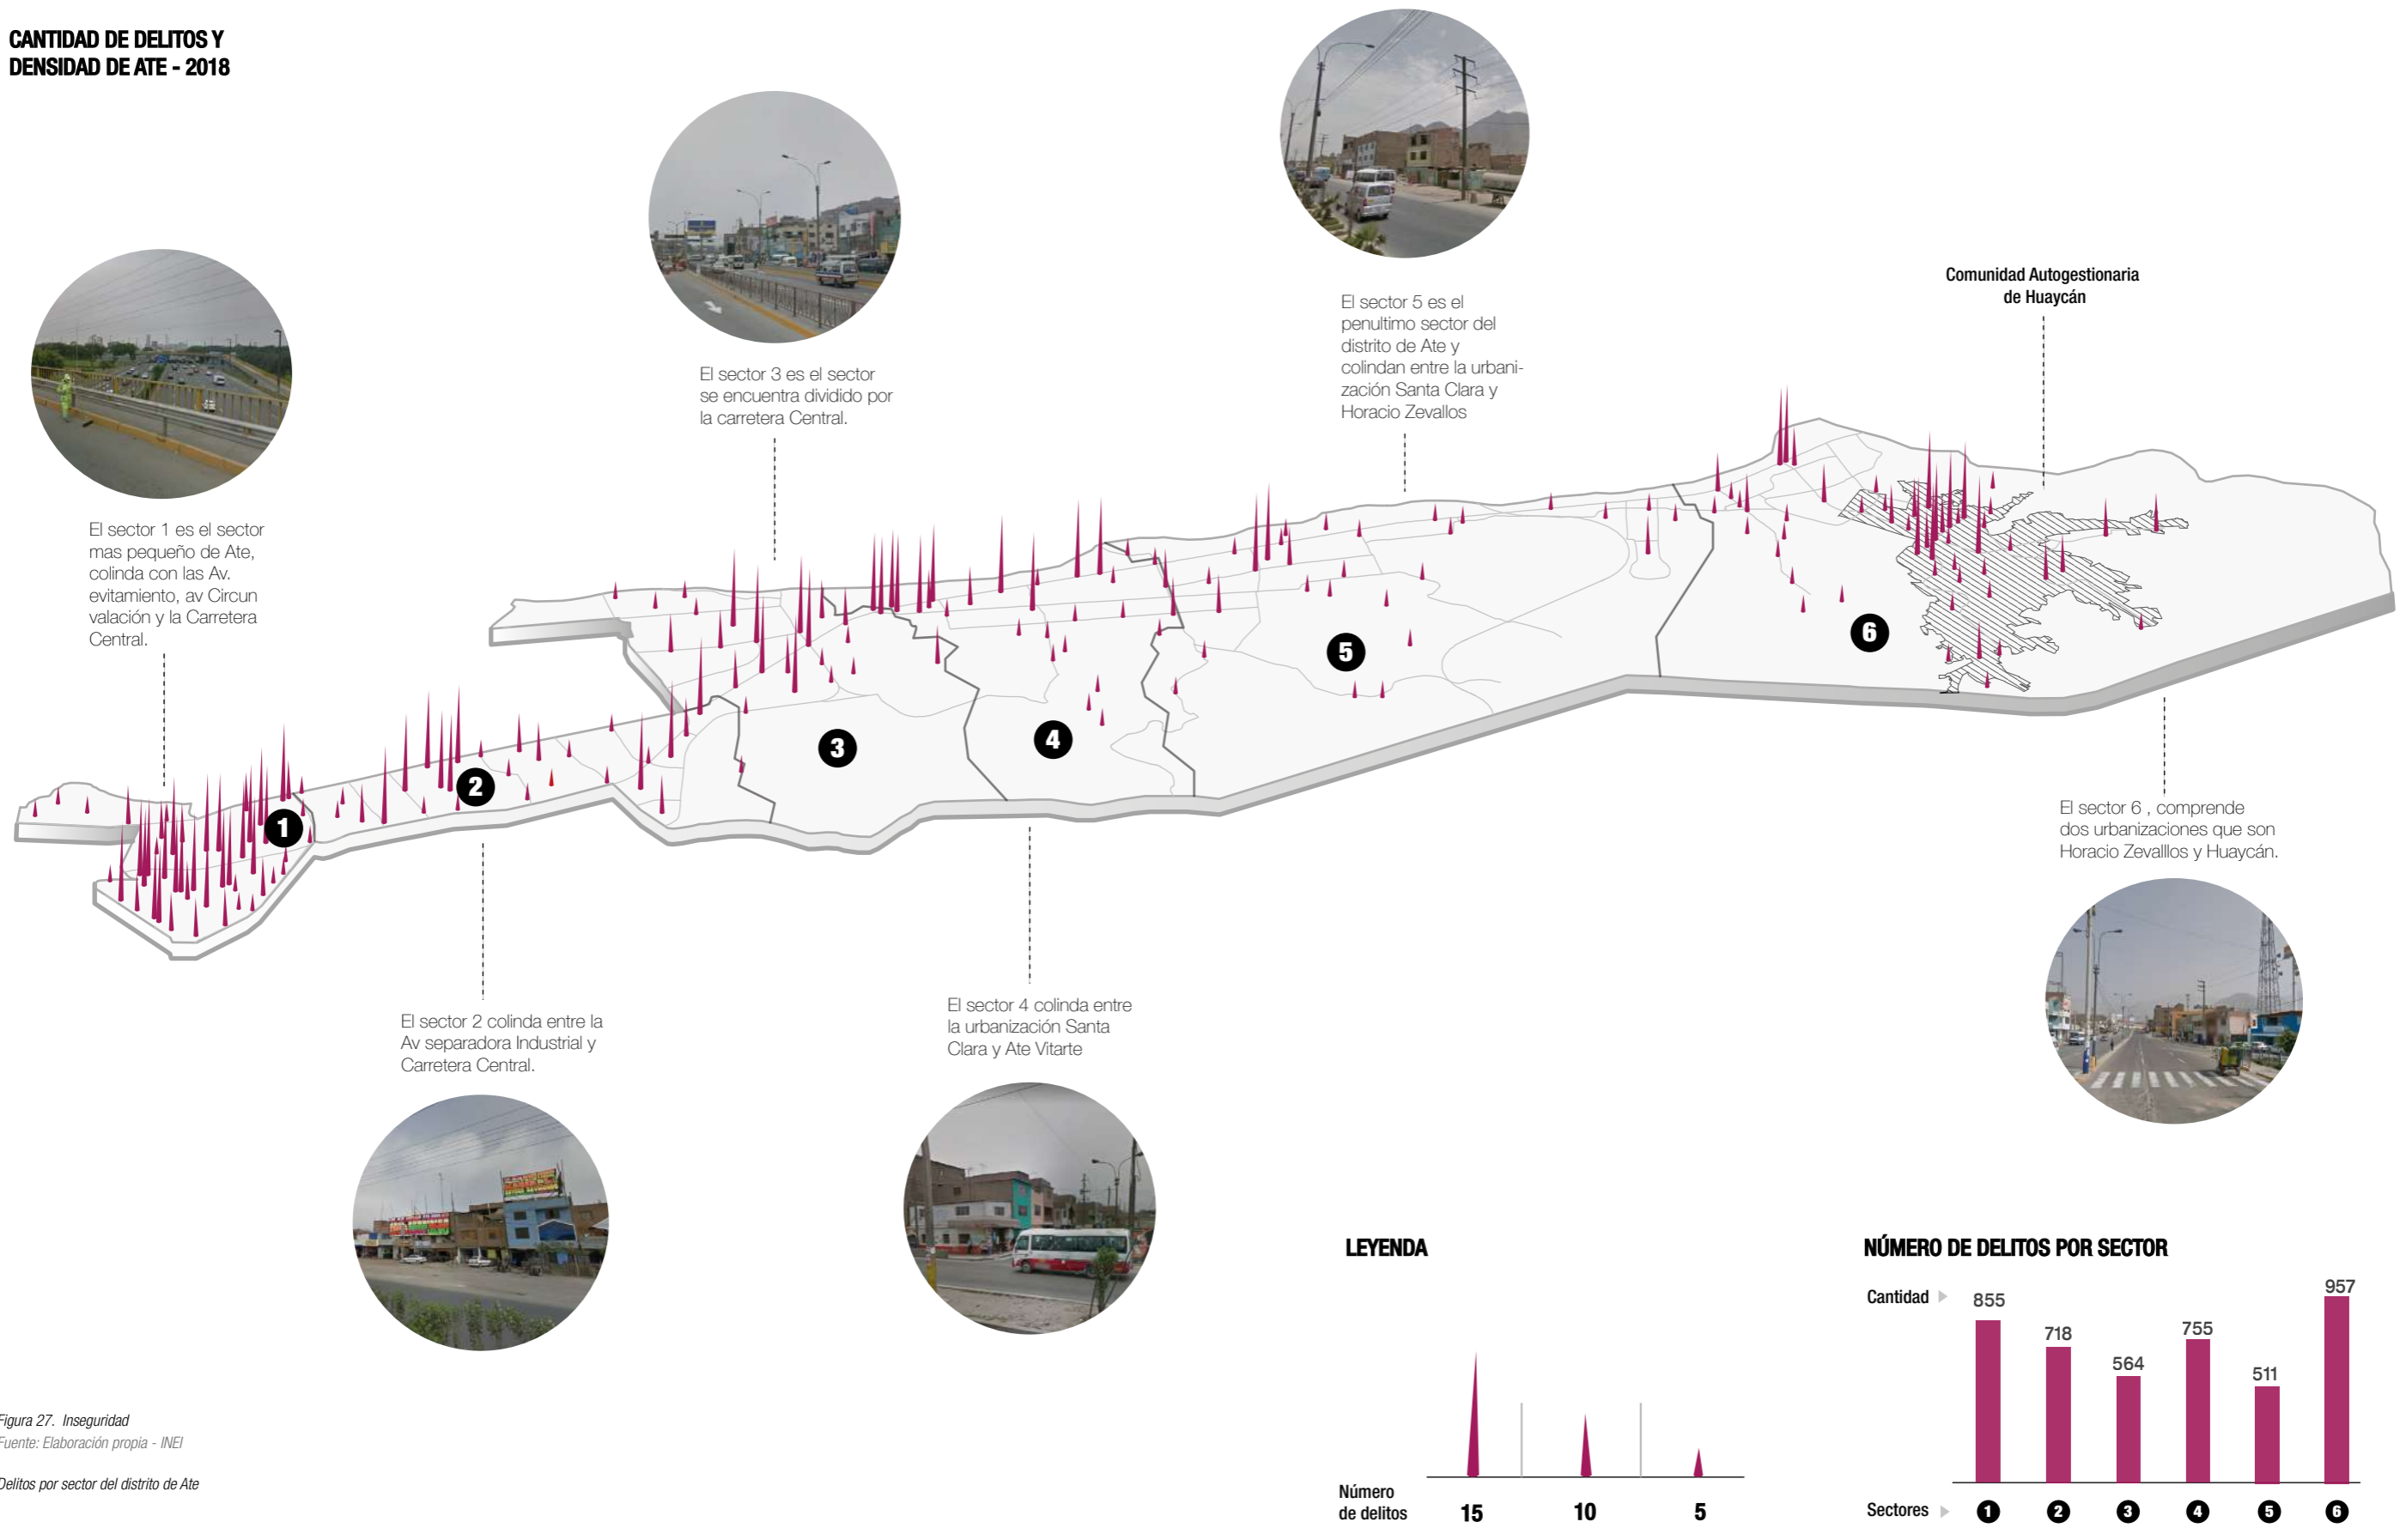 CANTIDAD DE DELITOS Y
DENSIDAD DE ATE - 2018
El sector 1 es el sector
mas pequeño de Ate,
colinda con las Av.
evitamiento, av Circun
valación y la Carretera
Central.
El sector 3 es el sector
se encuentra dividido por
la carretera Central.
El sector 5 es el
penultimo sector del
distrito de Ate y
colindan entre la urbani-
zación Santa Clara y
Horacio Zevallos
Comunidad Autogestionaria
de Huaycán
1
2
3
4
5
6
El sector 2 colinda entre la
Av separadora Industrial y
Carretera Central.
El sector 4 colinda entre
la urbanización Santa
Clara y Ate Vitarte
El sector 6 , comprende
dos urbanizaciones que son
Horacio Zevalllos y Huaycán.
LEYENDA
Número
de delitos
15
10
5
NÚMERO DE DELITOS POR SECTOR
Cantidad
855
718
564
755
511
957
Sectores
1
2
3
4
5
6
Figura 27. Inseguridad
Fuente: Elaboración propia - INEI
Delitos por sector del distrito de Ate